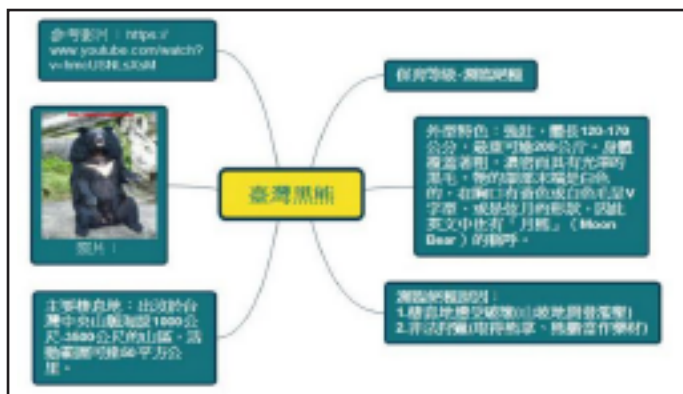 參考影片：https://
www.youtube.com/watch?
保育等級-瀕臨絕種
外型特色：強壯，體長120-170
公分，最重可達200公斤。身體
覆蓋著粗，濃密而具有光澤的
黑毛，
的，在胸口有黃色或白色毛呈V
字型，或是弦月的形狀，因此
英文中也有「月熊」（Moon
Bear）的稱呼。
臺灣黑熊
照片：
主要棲息地：出沒於台
灣中央山脈海拔1000公
尺-3500公尺的山區，活
動範圍可達50平方公
里。
瀕臨絕種原因：
1.棲息地遭受破壞(山坡地開發濫墾)
2.非法狩獵(取得熊掌、熊膽當作藥材)